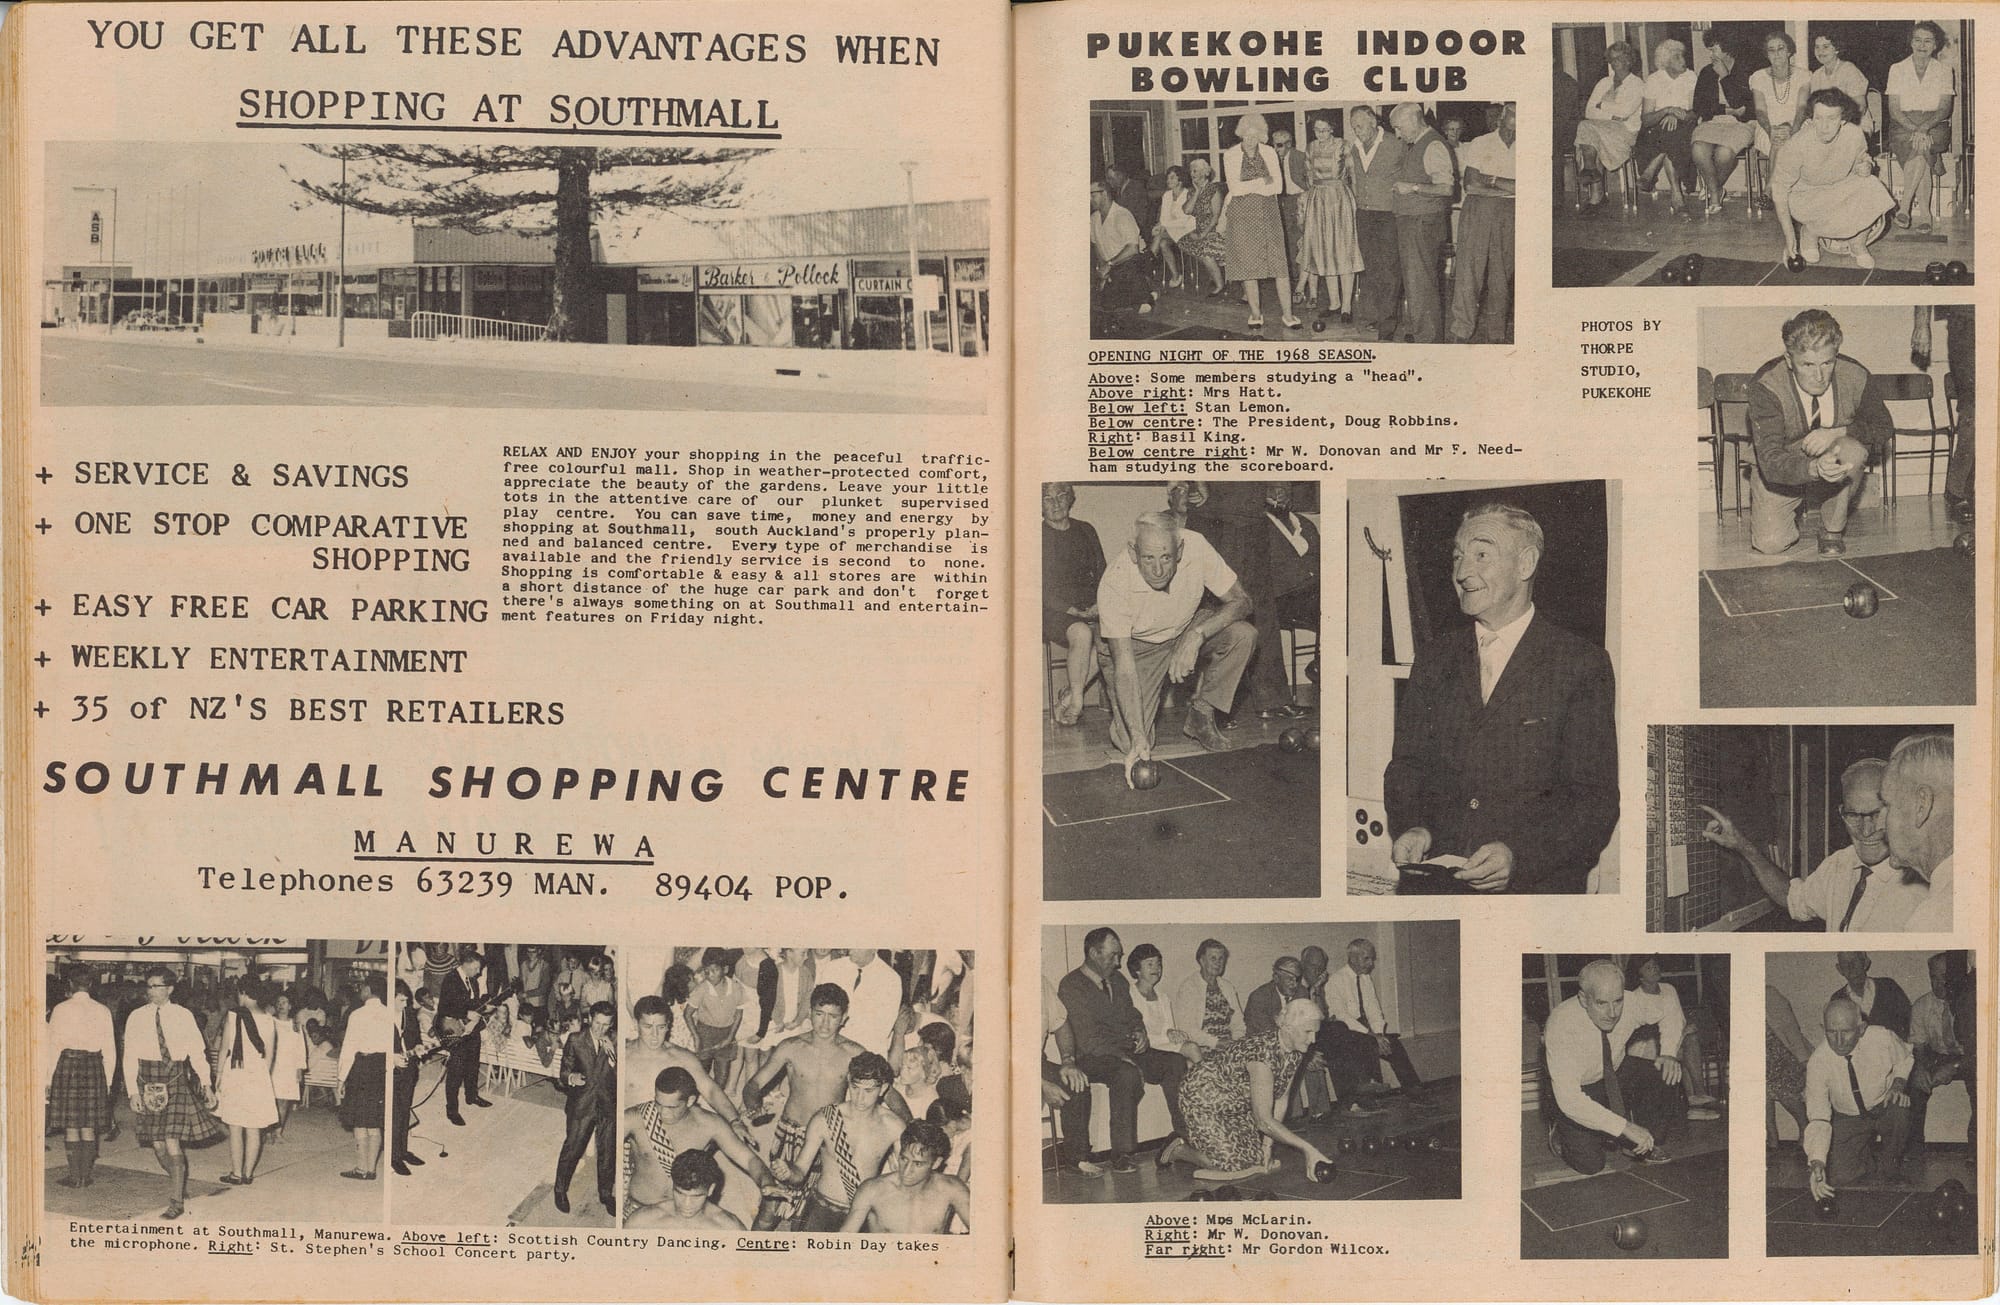 YOU GET ALL THESE ADVANTAGES WHEN
SHOPPING AT SOUTHMALL
ASB
Barker & Pollock
CURTAIN C
+ SERVICE & SAVINGS
+ ONE STOP COMPARATIVE
SHOPPING
+ EASY FREE CAR PARKING
+ WEEKLY ENTERTAINMENT
+ 35 of NZ'S BEST RETAILERS
RELAX AND ENJOY your shopping in the peaceful traffic-
free colourful mall. Shop in weather-protected comfort,
appreciate the beauty of the gardens. Leave your little
tots in the attentive care of our plunket supervised
play centre. You can save time, money and energy by
shopping at Southmall, south Auckland's properly plan-
ned and balanced centre. Every type of merchandise is
available and the friendly service is second to none.
Shopping is comfortable & easy & all stores are within
a short distance of the huge car park and don't forget
there's always something on at Southmall and entertain-
ment features on Friday night.
SOUTHMALL SHOPPING CENTRE
MANUREWA
Telephones 63239 MAN. 89404 POP.
Entertainment at Southmall, Manurewa. Above left: Scottish Country Dancing. Centre: Robin Day takes
the microphone. Right: St. Stephen's School Concert party.
PUKEKOHE INDOOR
BOWLING CLUB
OPENING NIGHT OF THE 1968 SEASON.
Above: Some members studying a "head".
Above right: Mrs Hatt.
Below left: Stan Lemon.
Below centre: The President, Doug Robbins.
Right: Basil King.
Below centre right: Mr W. Donovan and Mr F. Need-
ham studying the scoreboard.
PHOTOS BY
THORPE
STUDIO,
PUKEKOHE
Above: Mrs McLarin.
Right: Mr W. Donovan.
Far right: Mr Gordon Wilcox.